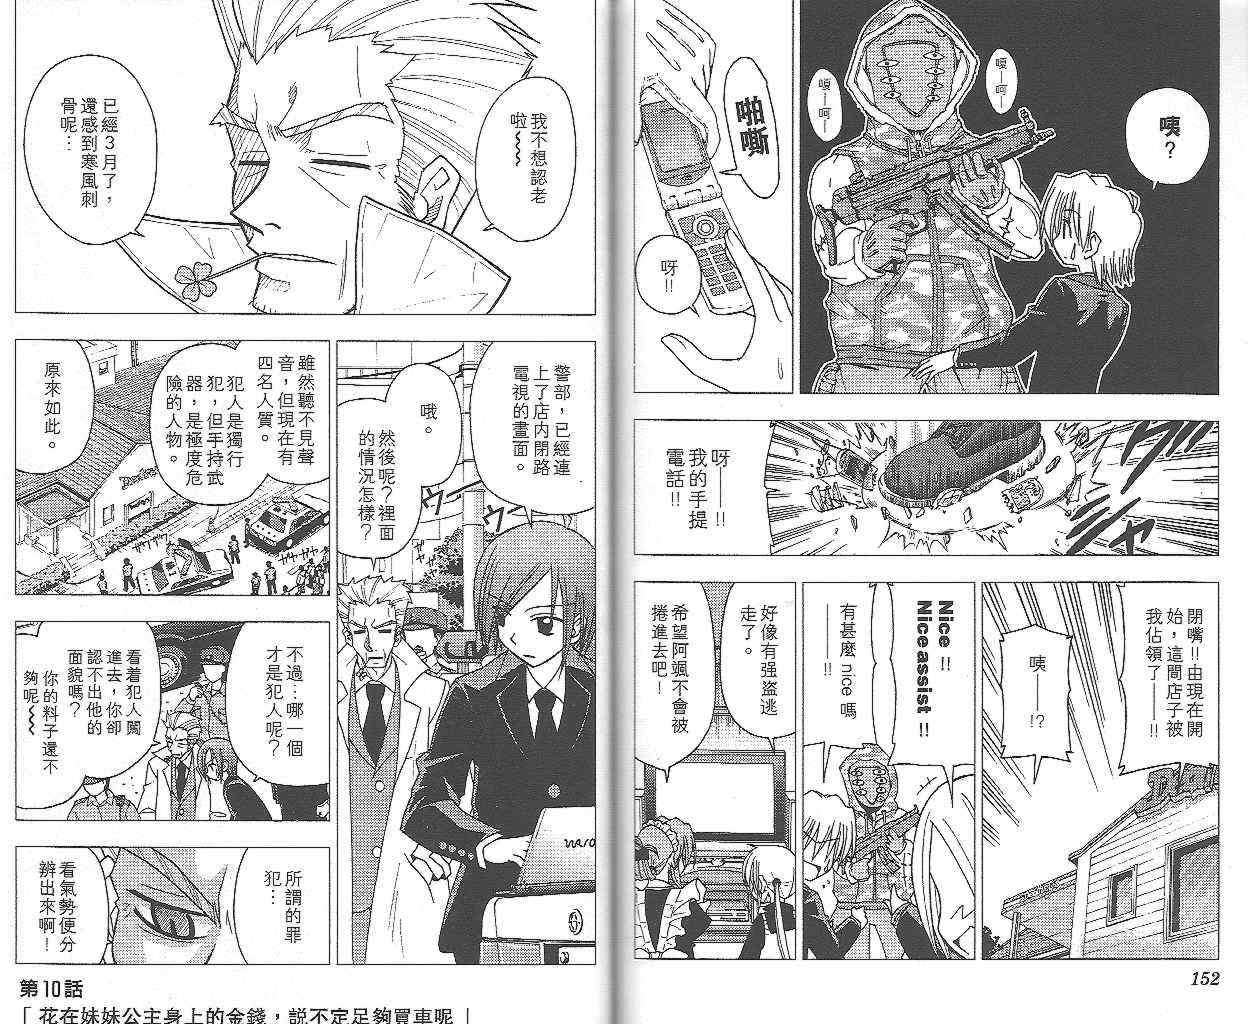 咦？
嗄—呵—
嗄—呵—
啪嘶
呀!!
呀——!!
我的手提
電話!!
閉嘴!!由現在開
始，這間店子被
我佔領了——!!
咦
——!?
Nice !!
Nice assist !!
有甚麼 nice 嗎
——!!
好像有强盗逃
走了。
希望阿颯不會被
捲進去吧！
152
我不想認老
啦～～
已經3月了，
還感到寒風刺
骨呢…
警部，已經連
上了店内閉路
電視的畫面。
哦。
然後呢？裡面
的情況怎樣？
雖然聽不見聲
音，但現在有
四名人質。
犯人是獨行
犯，但手持武
器，是極度危
險的人物。
原來如此。
不過…哪一個
才是犯人呢？
看着犯人闖
進去，你卻
認不出他的
面貌嗎？
你的料子還不
夠呢～～
所謂的罪
犯…
看氣勢便分
辨出來啊！
第10話
「花在妹妹公主身上的金錢，説不定足夠買車呢」